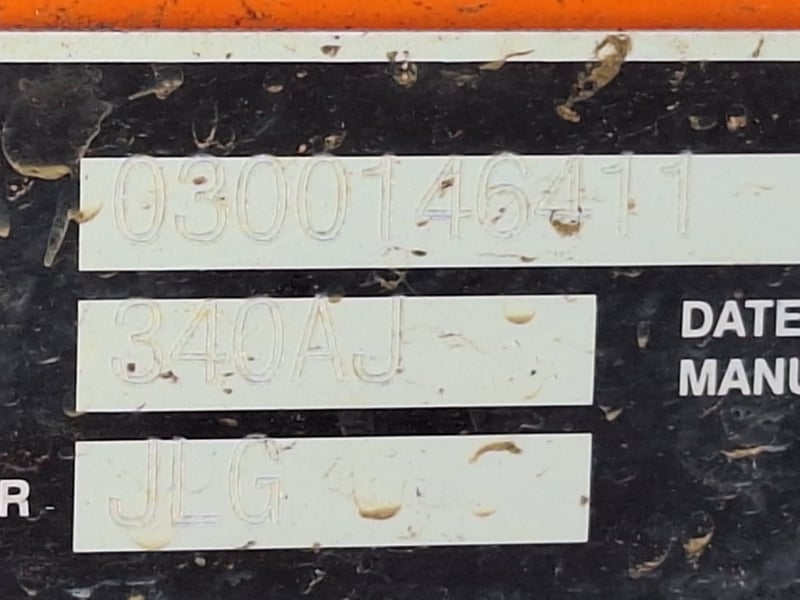 0300146411
340AJ
DATE
MANU
JLG
R